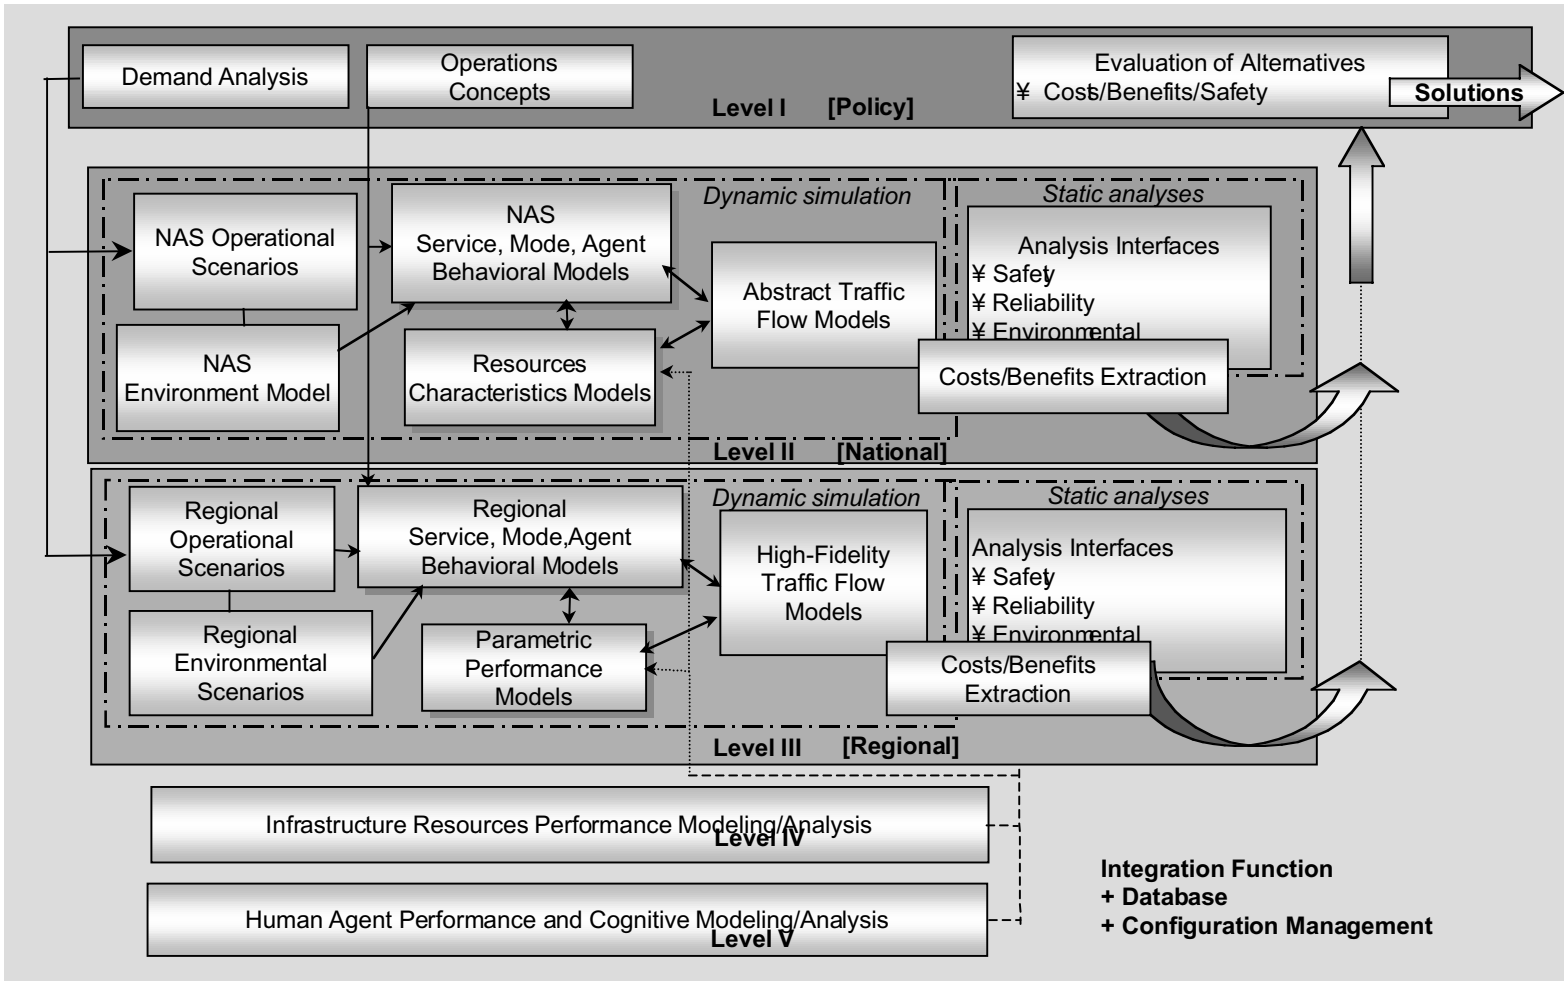 Demand Analysis
Operations
Concepts
Evaluation of Alternatives
¥ Costs/Benefits/Safety
Solutions
Level I [Policy]
Dynamic simulation
Static analyses
NAS Operational
Scenarios
NAS
Service, Mode, Agent
Behavioral Models
Abstract Traffic
Flow Models
Analysis Interfaces
¥ Safety
¥ Reliability
¥ Environmental
NAS
Environment Model
Resources
Characteristics Models
Costs/Benefits Extraction
Level II [National]
Dynamic simulation
Static analyses
Regional
Operational
Scenarios
Regional
Service, Mode,Agent
Behavioral Models
High-Fidelity
Traffic Flow
Models
Analysis Interfaces
¥ Safety
¥ Reliability
¥ Environmental
Regional
Environmental
Scenarios
Parametric
Performance
Models
Costs/Benefits
Extraction
Level III [Regional]
Infrastructure Resources Performance Modeling/Analysis
Level IV
Human Agent Performance and Cognitive Modeling/Analysis
Level V
Integration Function
+ Database
+ Configuration Management